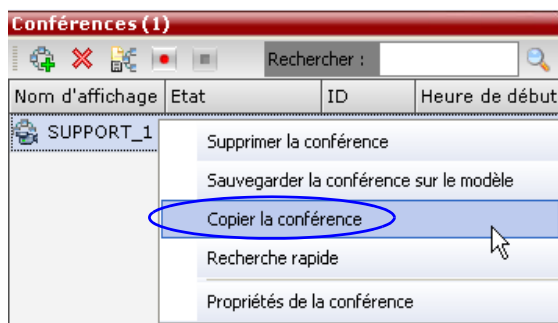 Conférences (1)
Rechercher :
Nom d'affichage Etat ID Heure de début
SUPPORT_1
Supprimer la conférence
Sauvegarder la conférence sur le modèle
Copier la conférence
Recherche rapide
Propriétés de la conférence